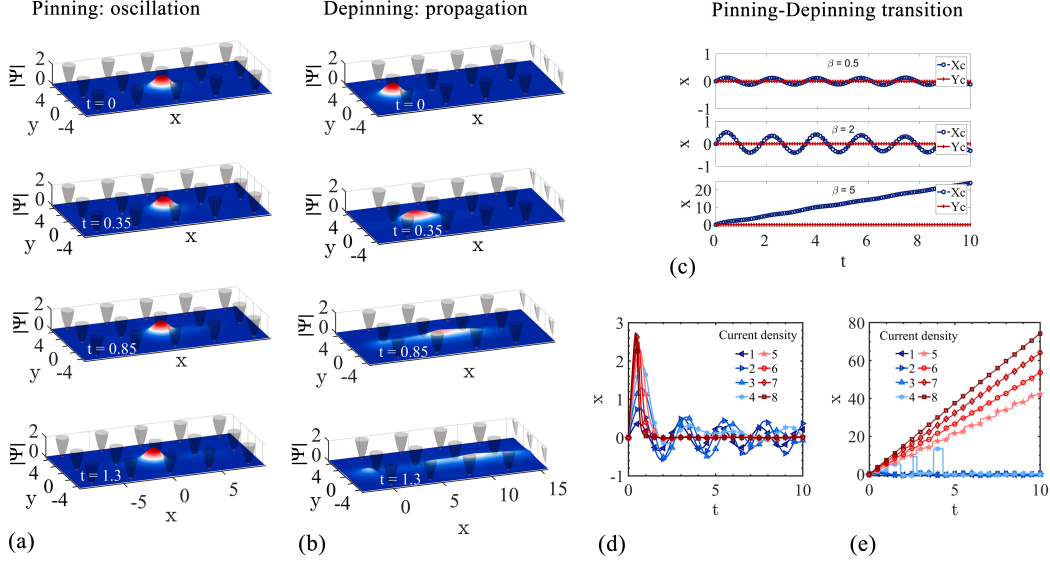 Pinning: oscillation
Depinning: propagation
Pinning-Depinning transition
|Ψ|
2
0
4
0
-4
y
t = 0
x
|Ψ|
2
0
4
0
-4
y
t = 0.35
x
|Ψ|
2
0
4
0
-4
y
t = 0.85
x
|Ψ|
2
0
4
0
-4
y
t = 1.3
-5
0
5
x
(a)
|Ψ|
2
0
4
0
-4
y
t = 0
x
|Ψ|
2
0
4
0
-4
y
t = 0.35
x
|Ψ|
2
0
4
0
-4
y
t = 0.85
x
|Ψ|
2
0
4
0
-4
y
t = 1.3
0
5
10
15
x
(b)
1
0
-1
x
β = 0.5
Xc
Yc
1
0
-1
x
β = 2
Xc
Yc
20
10
0
x
β = 5
Xc
Yc
0 2 4 6 8 10
t
(c)
3
2
1
0
-1
x
Current density
1 5
2 6
3 7
4 8
0 5 10
t
(d)
80
60
40
20
0
x
Current density
1 5
2 6
3 7
4 8
0 5 10
t
(e)